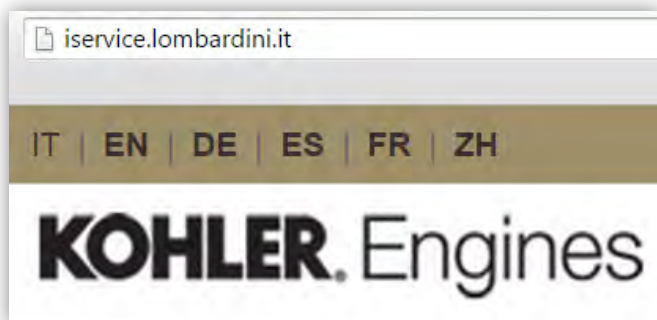 iservice.lombardini.it
IT | EN | DE | ES | FR | ZH
KOHLER. Engines